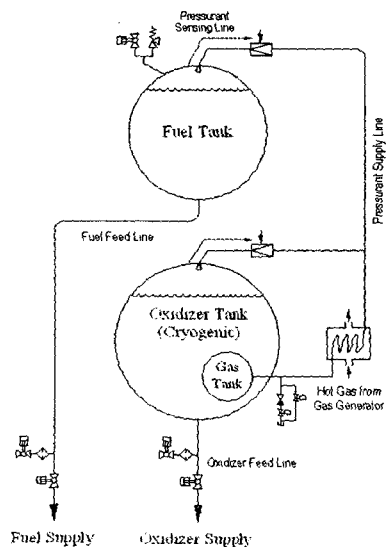 Pressurant
Sensing Line
Fuel Tank
Pressurant Supply Line
Fuel Feed Line
Oxidizer Tank
(Cryogenic)
Gas
Tank
Hot Gas from
Gas Generator
Oxidizer Feed Line
Fuel Supply
Oxidizer Supply